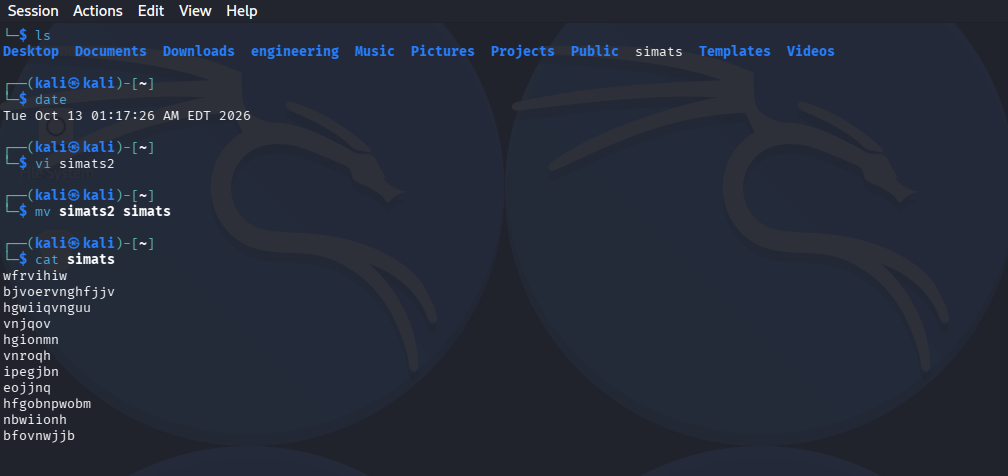 Session Actions Edit View Help
└─$ ls
Desktop Documents Downloads engineering Music Pictures Projects Public simats Templates Videos
┌──(kali㉿kali)-[~]
└─$ date
Tue Oct 13 01:17:26 AM EDT 2026
┌──(kali㉿kali)-[~]
└─$ vi simats2
┌──(kali㉿kali)-[~]
└─$ mv simats2 simats
┌──(kali㉿kali)-[~]
└─$ cat simats
wfrvihiw
bjvoervnghfjjv
hgwiiqvnguu
vnjqov
hgionmn
vnroqh
ipegjbn
eojjnq
hfgobnpwobm
nbwiionh
bfovnwjjb